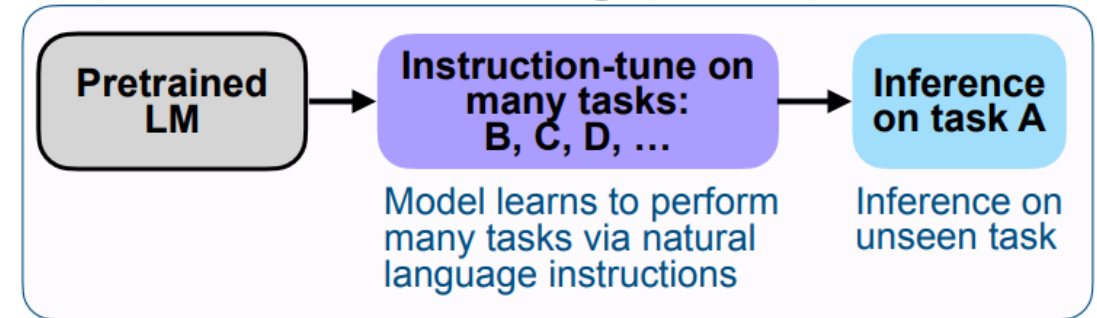 Pretrained
LM
Instruction-tune on
many tasks:
B, C, D, …
Inference
on task A
Model learns to perform
many tasks via natural
language instructions
Inference on
unseen task